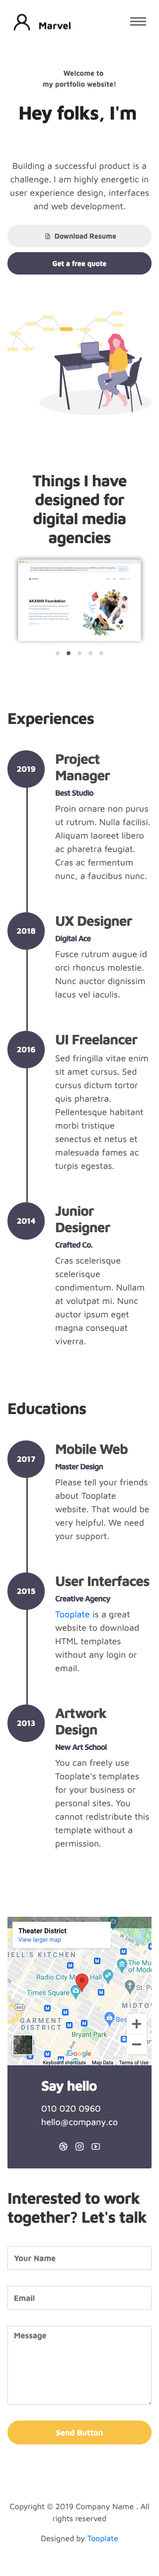 Marvel
Welcome to
my portfolio website!
Hey folks, I'm
Building a successful product is a
challenge. I am highly energetic in
user experience design, interfaces
and web development.
Download Resume
Get a free quote
Things I have
designed for
digital media
agencies
AKANNA Foundation
Experiences
2019
Project
Manager
Best Studio
Proin ornare non purus
ut rutrum. Nulla facilisi.
Aliquam laoreet libero
ac pharetra feugiat.
Cras ac fermentum
nunc, a faucibus nunc.
2018
UX Designer
Digital Ace
Fusce rutrum augue id
orci rhoncus molestie.
Nunc auctor dignissim
lacus vel iaculis.
2016
UI Freelancer
Sed fringilla vitae enim
sit amet cursus. Sed
cursus dictum tortor
quis pharetra.
Pellentesque habitant
morbi tristique
senectus et netus et
malesuada fames ac
turpis egestas.
2014
Junior
Designer
Crafted Co.
Cras scelerisque
scelerisque
condimentum. Nullam
at volutpat mi. Nunc
auctor ipsum eget
magna consequat
viverra.
Educations
2017
Mobile Web
Master Design
Please tell your friends
about Tooplate
website. That would be
very helpful. We need
your support.
2015
User Interfaces
Creative Agency
Tooplate is a great
website to download
HTML templates
without any login or
email.
2013
Artwork
Design
New Art School
You can freely use
Tooplate's templates
for your business or
personal sites. You
cannot redistribute this
template without a
permission.
Theater District
View larger map
HELL'S KITCHEN
Radio City Music Hall
Times Square
St. Pat
495
MIDTO
GARMENT
DISTRICT
Bryant Park
Google
Keyboard shortcuts Map Data Terms of Use
Say hello
010 020 0960
hello@company.co
Interested to work
together? Let's talk
Your Name
Email
Message
Send Button
Copyright © 2019 Company Name . All
rights reserved
Designed by Tooplate